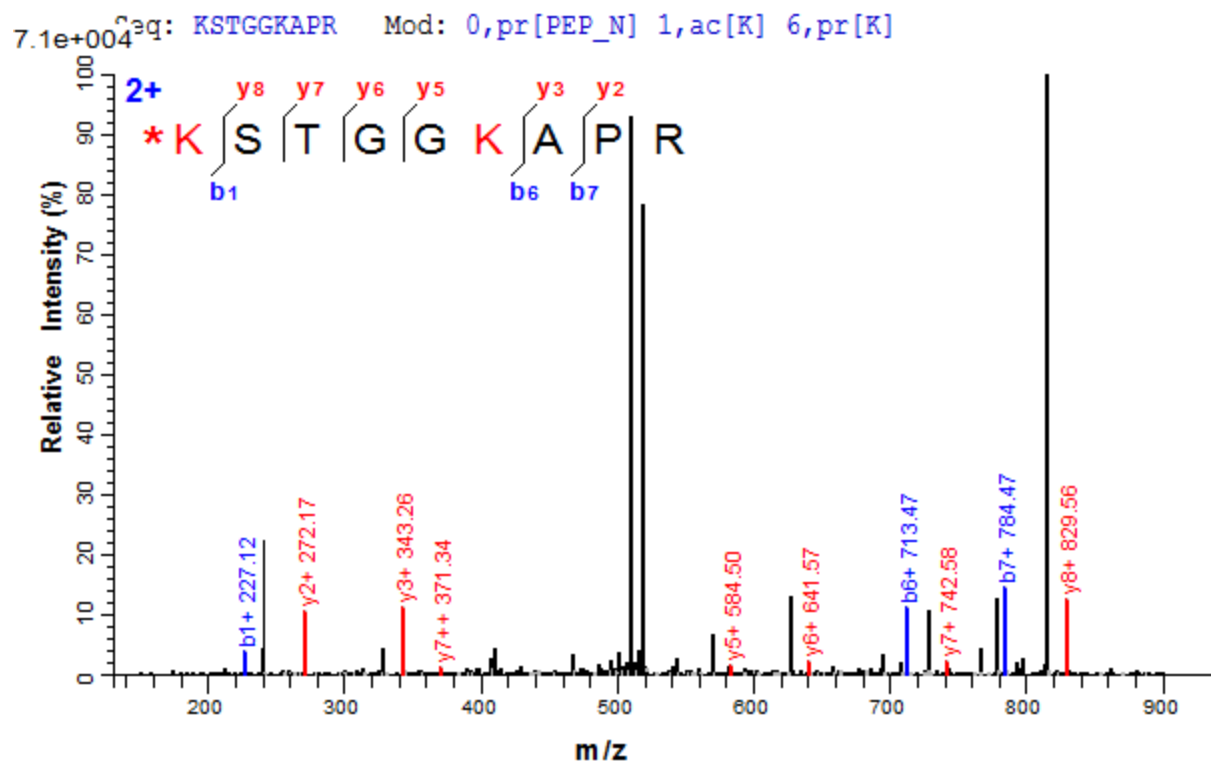 Seq: KSTGGKAPR Mod: 0,pr[PEP_N] 1,ac[K] 6,pr[K]
7.1e+004
2+
y8 y7 y6 y5 y3 y2
*KSTGGKAPR
b1 b6 b7
Relative Intensity (%)
100
90
80
70
60
50
40
30
20
10
0
b1+ 227.12
y2+ 272.17
y3+ 343.26
y7++ 371.34
y5+ 584.50
y6+ 641.57
b6+ 713.47
y7+ 742.58
b7+ 784.47
y8+ 829.56
200 300 400 500 600 700 800 900
m/z